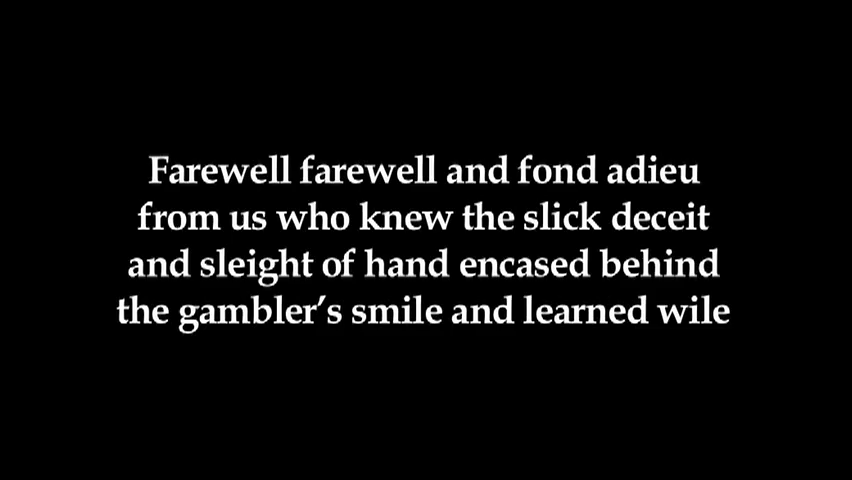 Farewell farewell and fond adieu
from us who knew the slick deceit
and sleight of hand encased behind
the gambler’s smile and learned wile